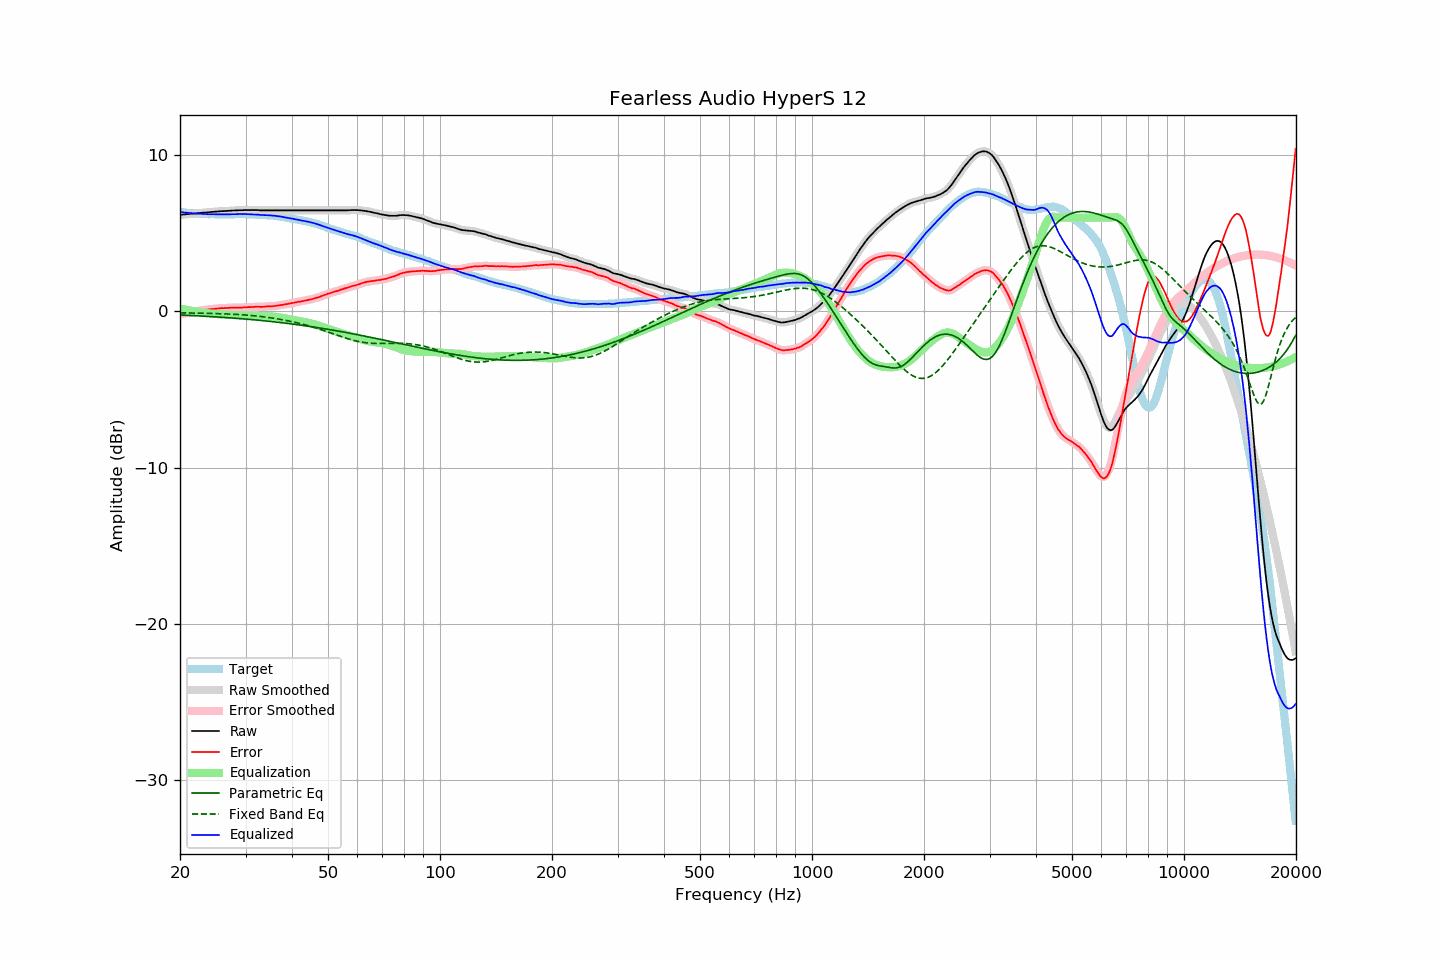 Fearless Audio HyperS 12
Amplitude (dBr)
10
0
−10
−20
−30
Target
Raw Smoothed
Error Smoothed
Raw
Error
Equalization
Parametric Eq
Fixed Band Eq
Equalized
20 50 100 200 500 1000 2000 5000 10000 20000
Frequency (Hz)